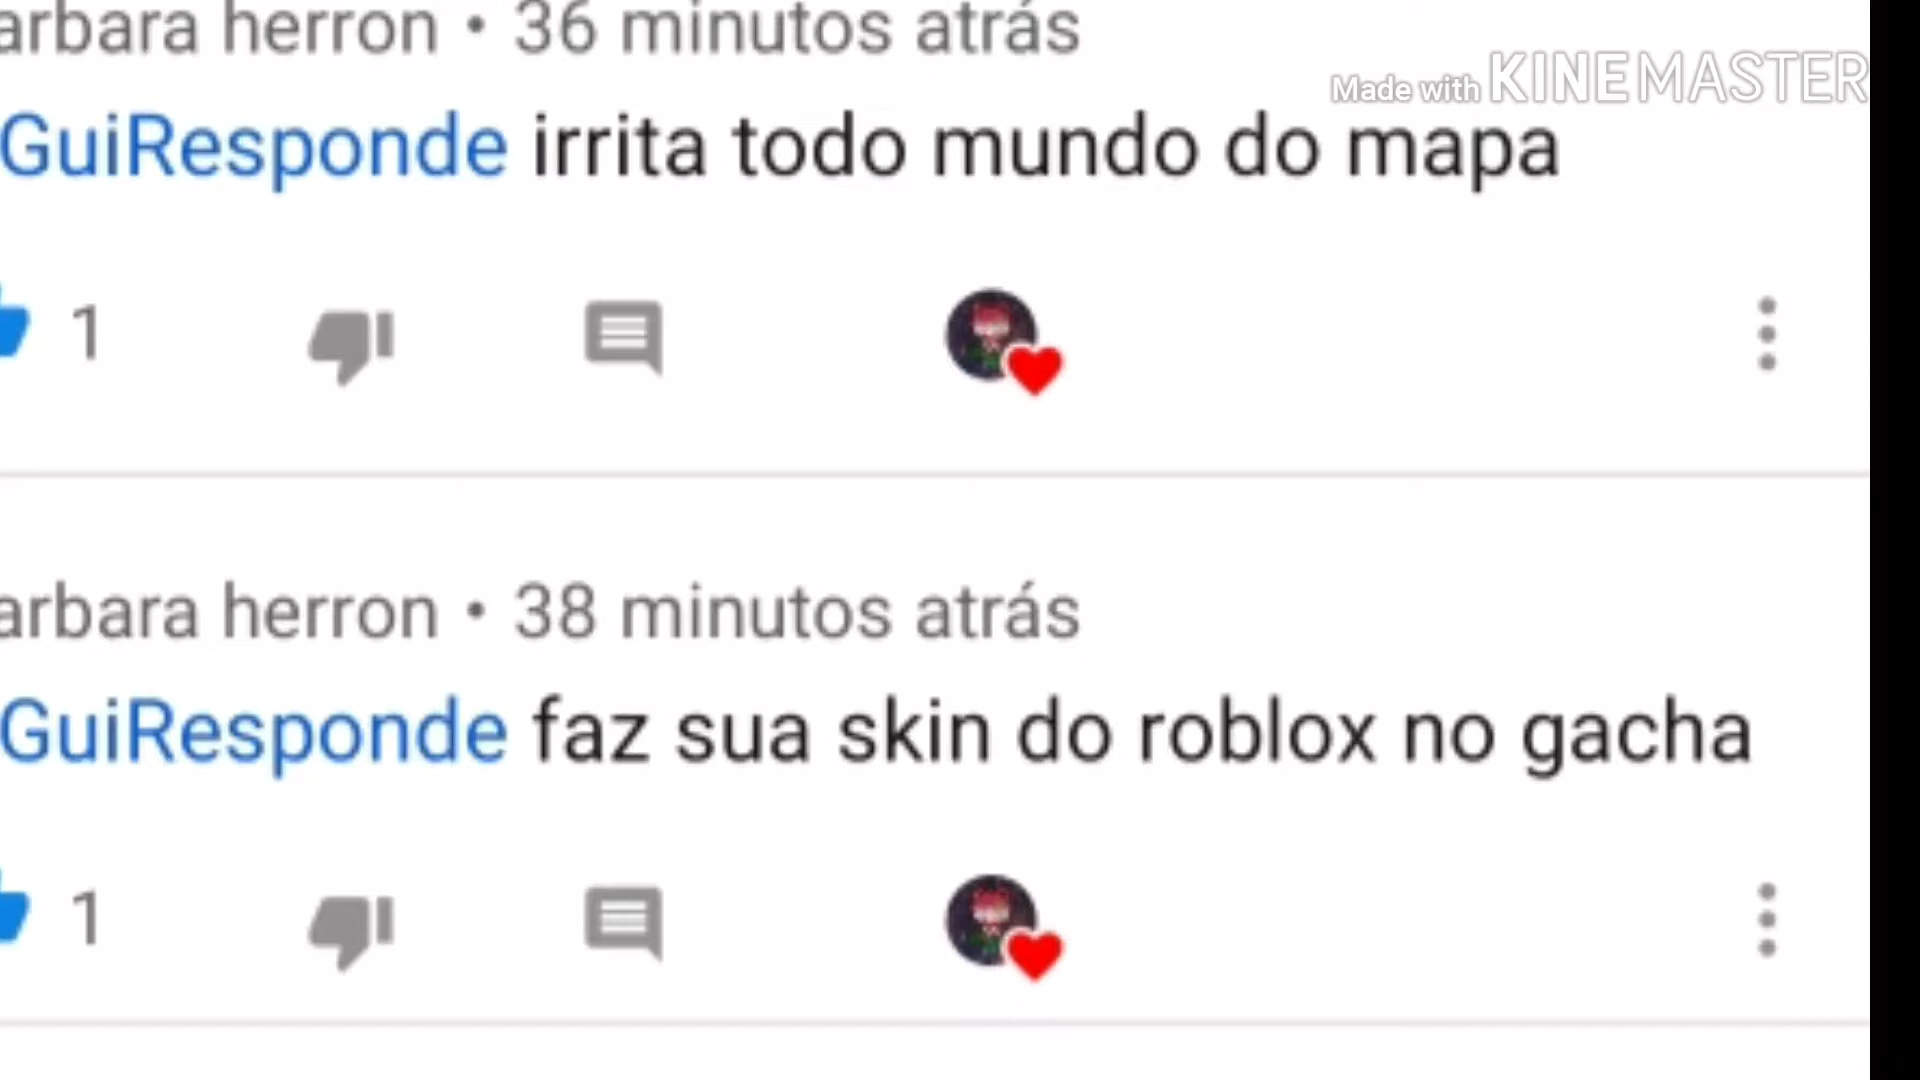 arbara herron • 36 minutos atrás
Made with KINEMASTER
GuiResponde irrita todo mundo do mapa
1
arbara herron • 38 minutos atrás
GuiResponde faz sua skin do roblox no gacha
1